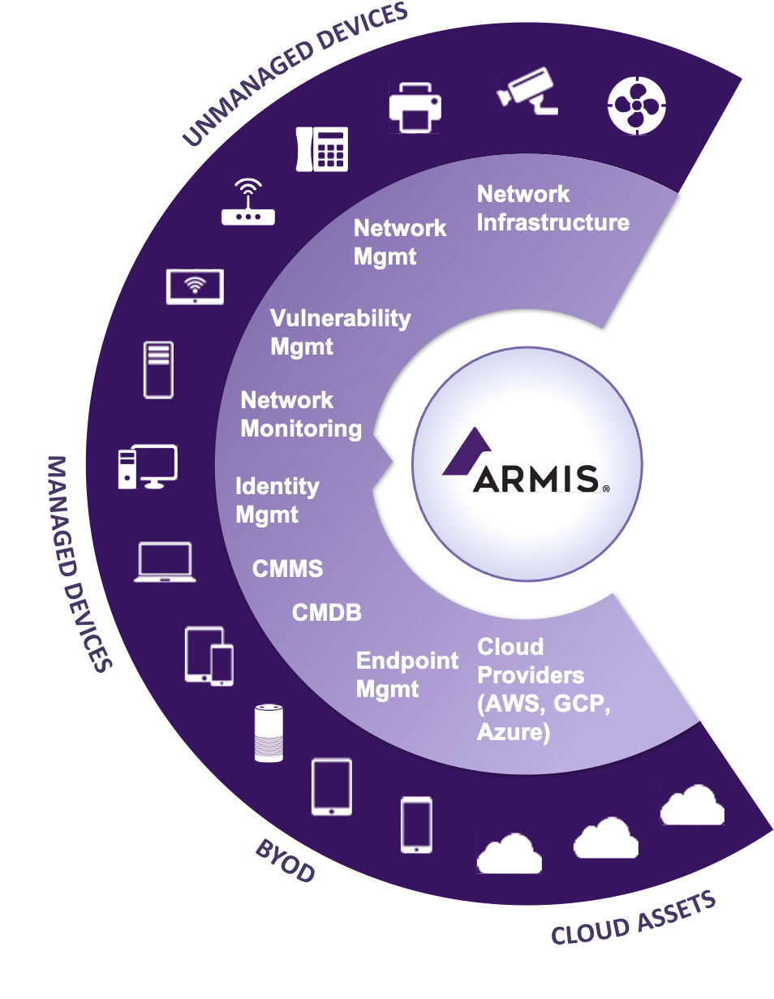 UNMANAGED DEVICES
Network
Infrastructure
Network
Mgmt
Vulnerability
Mgmt
Network
Monitoring
Identity
Mgmt
CMMS
CMDB
Endpoint
Mgmt
Cloud
Providers
(AWS, GCP,
Azure)
ARMIS®
MANAGED DEVICES
BYOD
CLOUD ASSETS